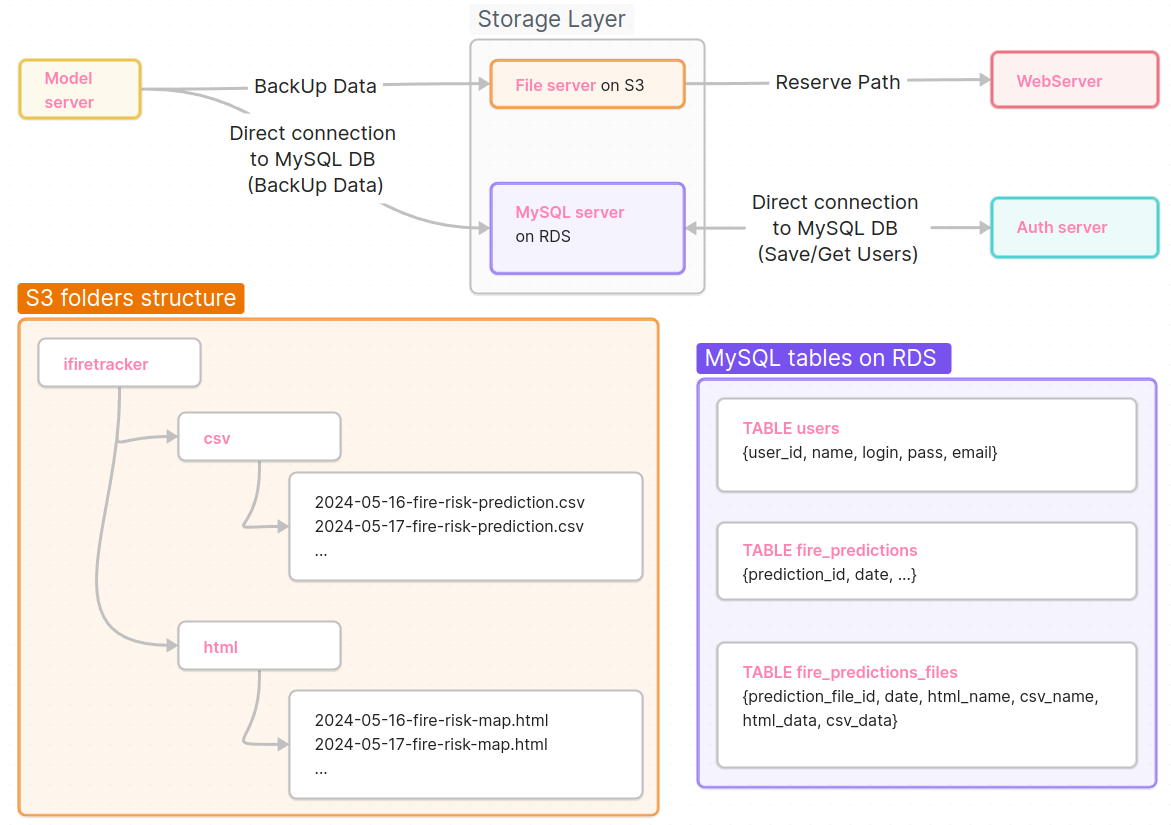 Storage Layer
Model
server
BackUp Data
File server on S3
Reserve Path
WebServer
Direct connection
to MySQL DB
(BackUp Data)
MySQL server
on RDS
Direct connection
to MySQL DB
(Save/Get Users)
Auth server
S3 folders structure
ifiretracker
csv
2024-05-16-fire-risk-prediction.csv
2024-05-17-fire-risk-prediction.csv
...
html
2024-05-16-fire-risk-map.html
2024-05-17-fire-risk-map.html
...
MySQL tables on RDS
TABLE users
{user_id, name, login, pass, email}
TABLE fire_predictions
{prediction_id, date, ...}
TABLE fire_predictions_files
{prediction_file_id, date, html_name, csv_name,
html_data, csv_data}